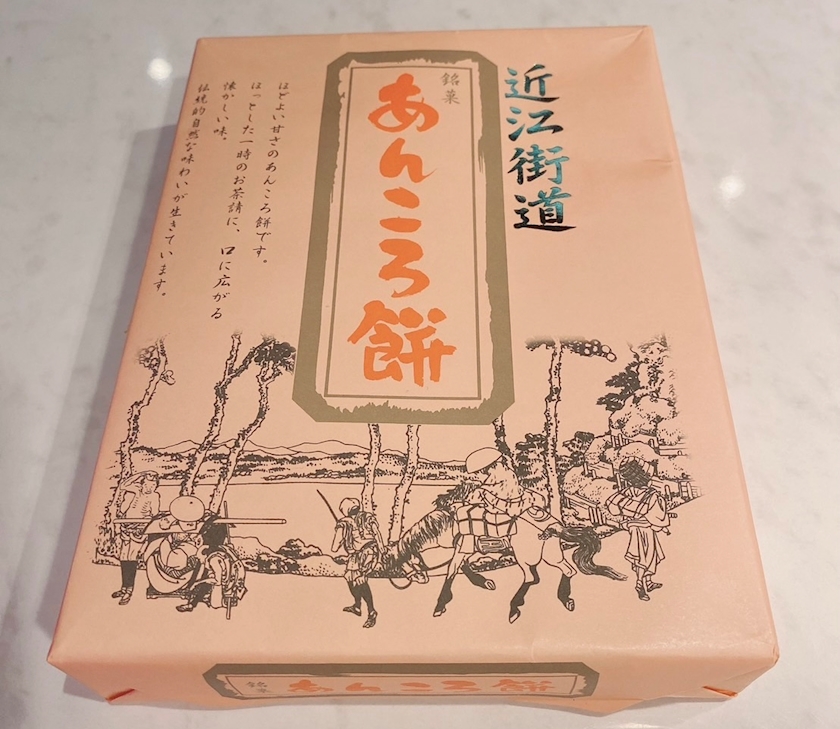 近江街道
銘菓
あんころ餅
ほどよい甘さのあんころ餅です。
ほっとした一時のお茶請に、口に広がる
懐かしい味。
伝統的自然な味わいが生きています。
銘菓
あんころ餅